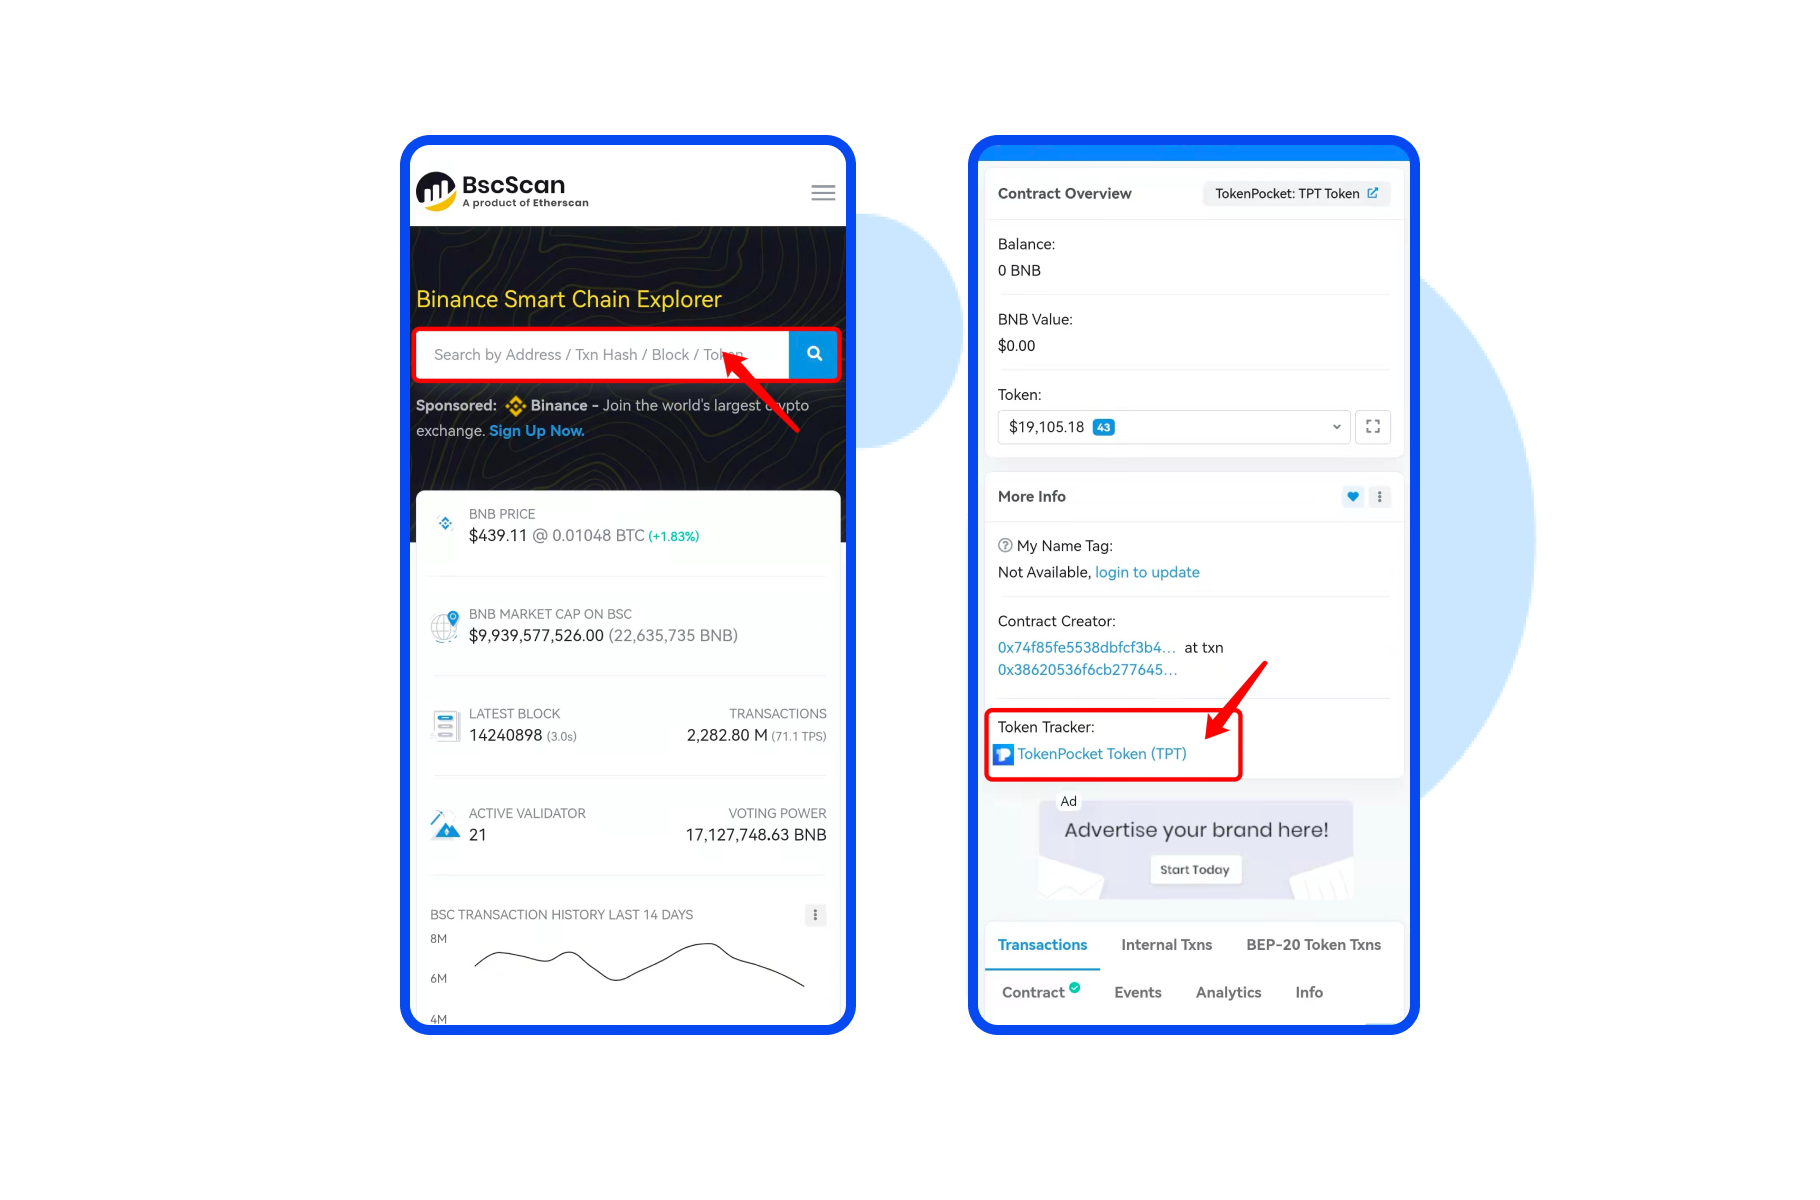 BscScan
A product of Etherscan
Binance Smart Chain Explorer
Search by Address / Txn Hash / Block / Token
Sponsored: Binance - Join the world's largest crypto
exchange. Sign Up Now.
BNB PRICE
$439.11 @ 0.01048 BTC (+1.83%)
BNB MARKET CAP ON BSC
$9,939,577,526.00 (22,635,735 BNB)
LATEST BLOCK TRANSACTIONS
14240898 (3.0s) 2,282.80 M (71.1 TPS)
ACTIVE VALIDATOR VOTING POWER
21 17,127,748.63 BNB
BSC TRANSACTION HISTORY LAST 14 DAYS
8M
6M
4M
Contract Overview TokenPocket: TPT Token
Balance:
0 BNB
BNB Value:
$0.00
Token:
$19,105.18 43
More Info
My Name Tag:
Not Available, login to update
Contract Creator:
0x74f85fe5538dbfcf3b4... at txn
0x38620536f6cb277645...
Token Tracker:
TokenPocket Token (TPT)
Ad
Advertise your brand here!
Start Today
Transactions Internal Txns BEP-20 Token Txns
Contract Events Analytics Info